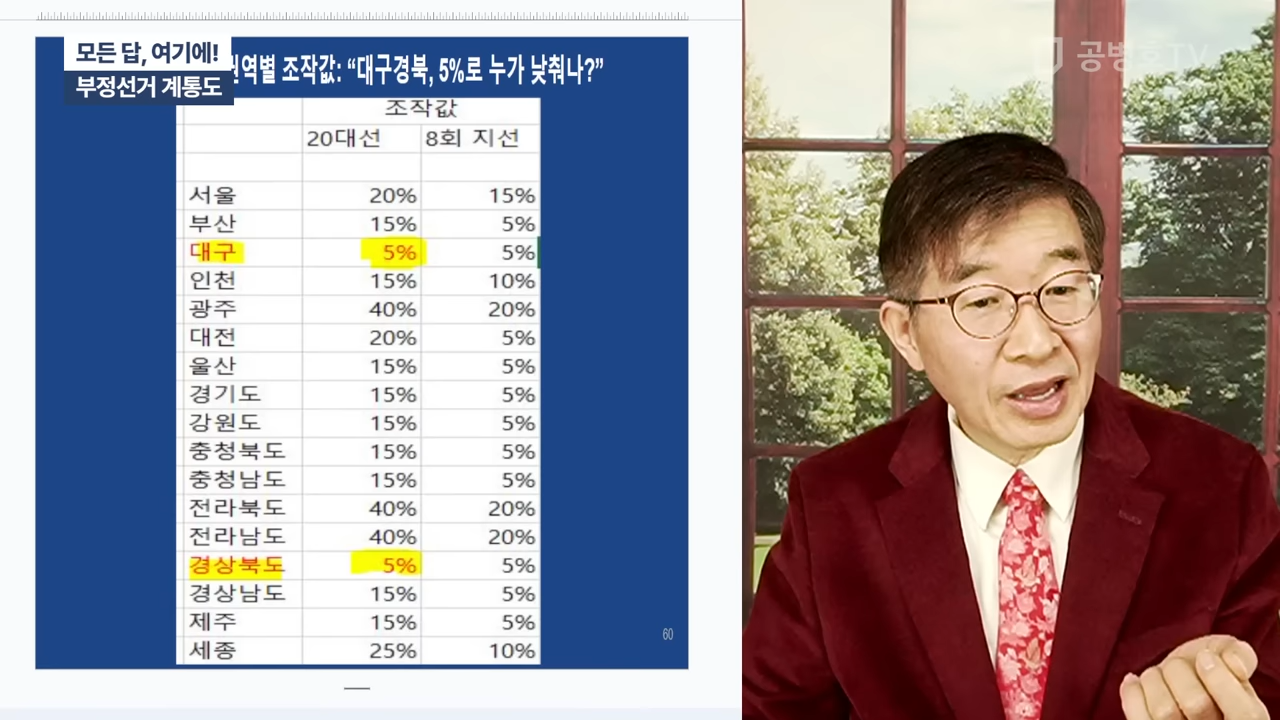 모든 답, 여기에!
부정선거 계통도
권역별 조작값: “대구경북, 5%로 누가 낮춰나?”
공병호TV
조작값
20대선 8회 지선
서울 20% 15%
부산 15% 5%
대구 5% 5%
인천 15% 10%
광주 40% 20%
대전 20% 5%
울산 15% 5%
경기도 15% 5%
강원도 15% 5%
충청북도 15% 5%
충청남도 15% 5%
전라북도 40% 20%
전라남도 40% 20%
경상북도 5% 5%
경상남도 15% 5%
제주 15% 5%
세종 25% 10%
60